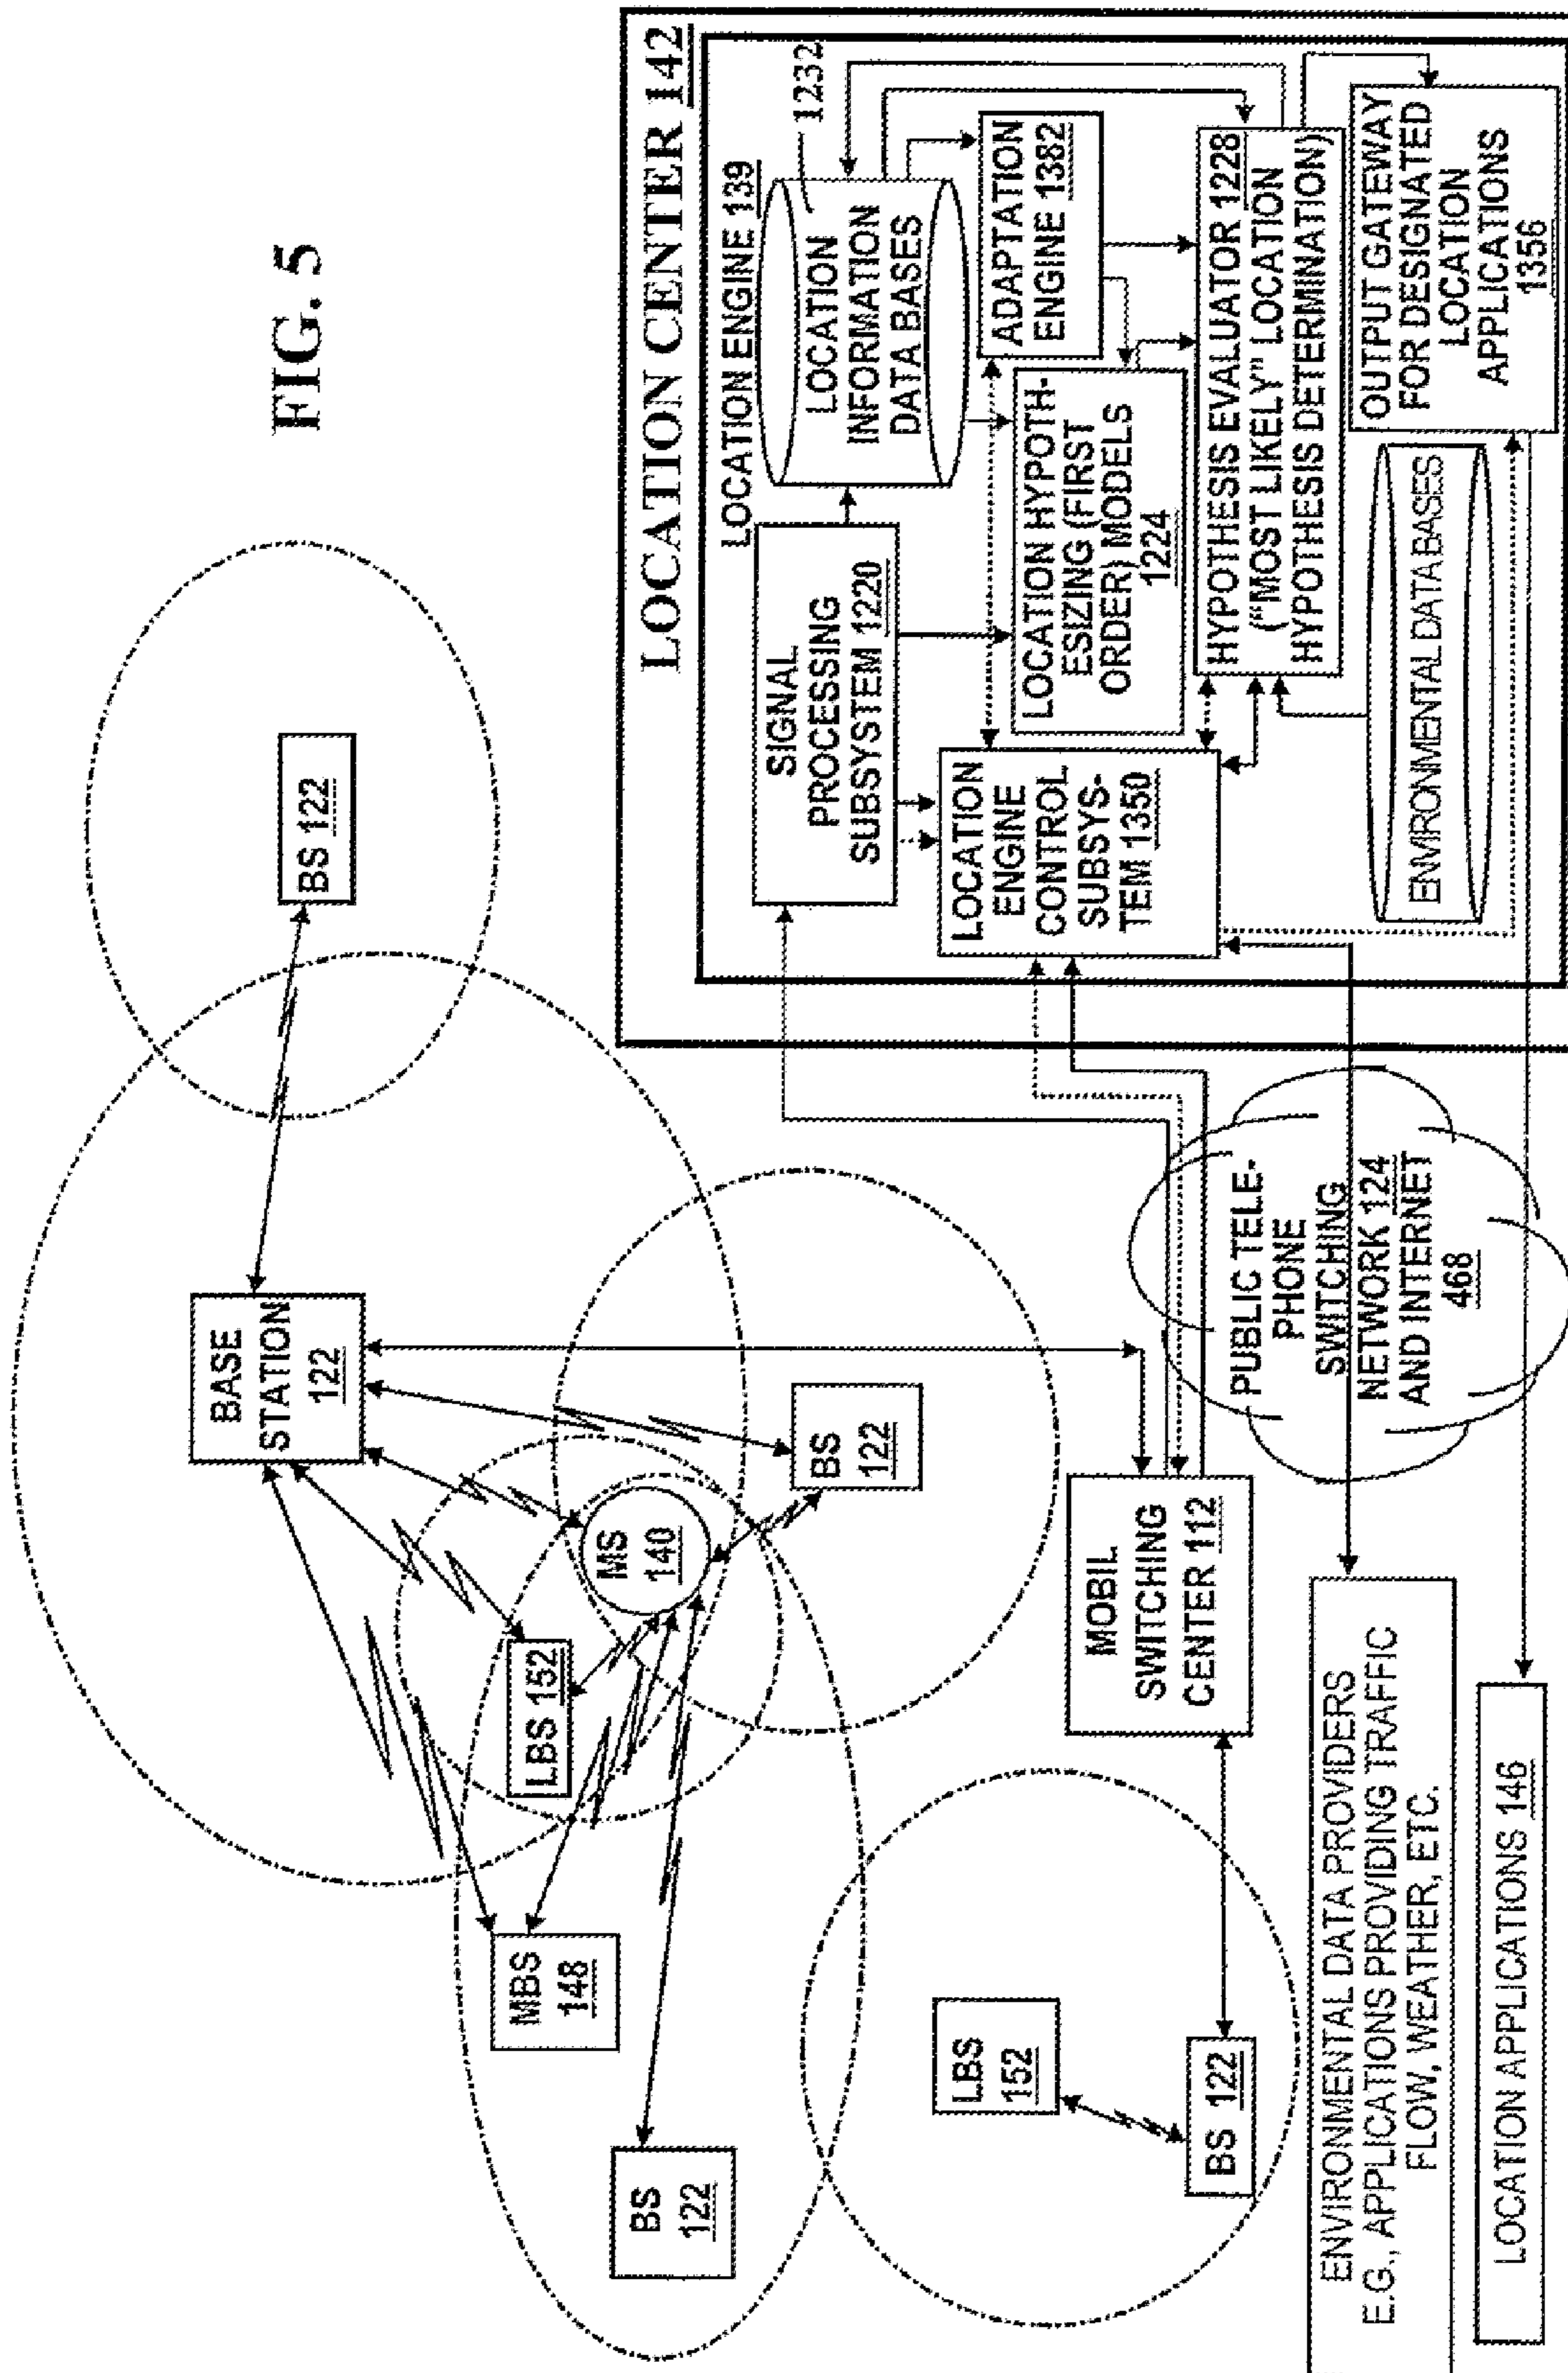 FIG. 5
BS 122
BASE
STATION
122
MS
140
LBS 152
BS
122
MBS
148
BS
122
LBS
152
BS 122
MOBIL
SWITCHING
CENTER 112
PUBLIC TELE-
PHONE
SWITCHING
NETWORK 124
AND INTERNET
468
ENVIRONMENTAL DATA PROVIDERS
E.G., APPLICATIONS PROVIDING TRAFFIC
FLOW, WEATHER, ETC.
LOCATION APPLICATIONS 146
LOCATION CENTER 142
LOCATION ENGINE 139
SIGNAL
PROCESSING
SUBSYSTEM 1220
LOCATION
INFORMATION
DATA BASES
1232
LOCATION
ENGINE
CONTROL
SUBSYS-
TEM 1350
ADAPTATION
ENGINE 1382
LOCATION HYPOTH-
ESIZING (FIRST
ORDER) MODELS
1224
HYPOTHESIS EVALUATOR 1228
("MOST LIKELY" LOCATION
HYPOTHESIS DETERMINATION)
ENVIRONMENTAL DATA BASES
OUTPUT GATEWAY
FOR DESIGNATED
LOCATION
APPLICATIONS
1356